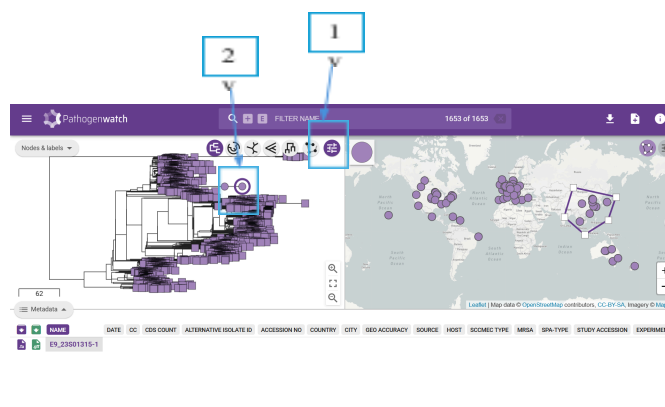 1
2
v
v
Pathogenwatch
+ E FILTER NAME
1653 of 1653
Nodes & labels
62
Metadata
Leaflet | Map data © OpenStreetMap contributors, CC-BY-SA, Imagery © Map
NAME DATE CC CDS COUNT ALTERNATIVE ISOLATE ID ACCESSION NO COUNTRY CITY GEO ACCURACY SOURCE HOST SCCMEC TYPE MRSA SPA-TYPE STUDY ACCESSION EXPERIMEN
E9_23S01315-1